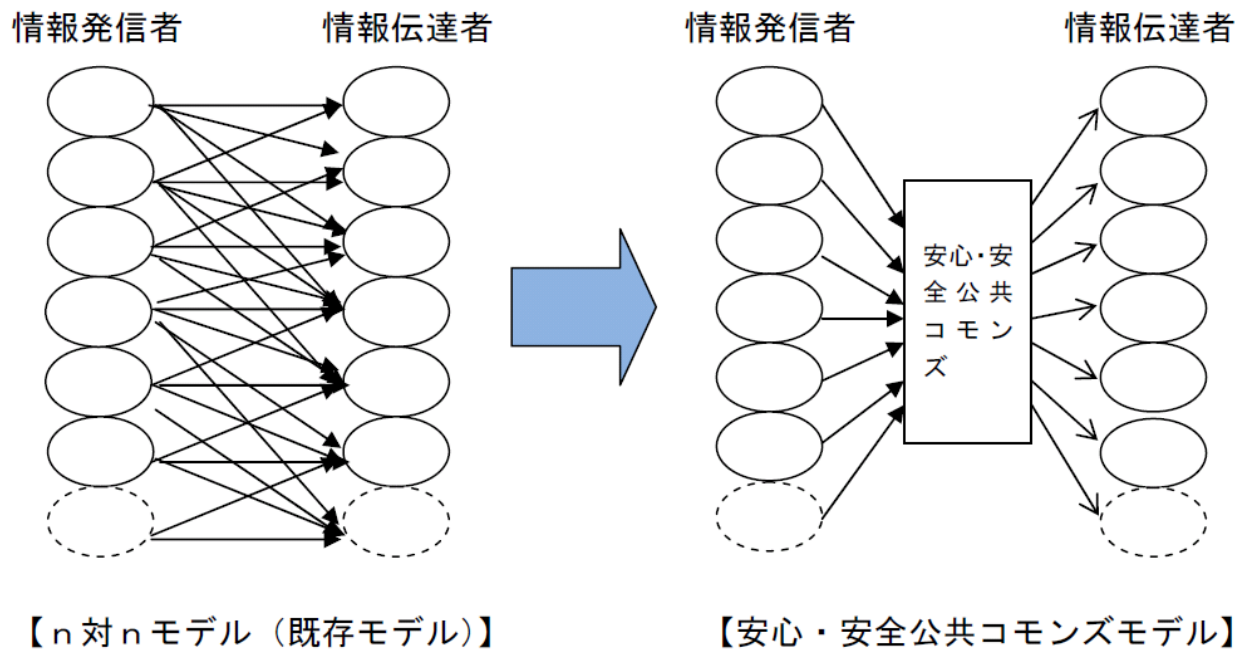 情報発信者
情報伝達者
情報発信者
情報伝達者
安心・安
全公共
コモン
ズ
【ｎ対ｎモデル（既存モデル）】
【安心・安全公共コモンズモデル】